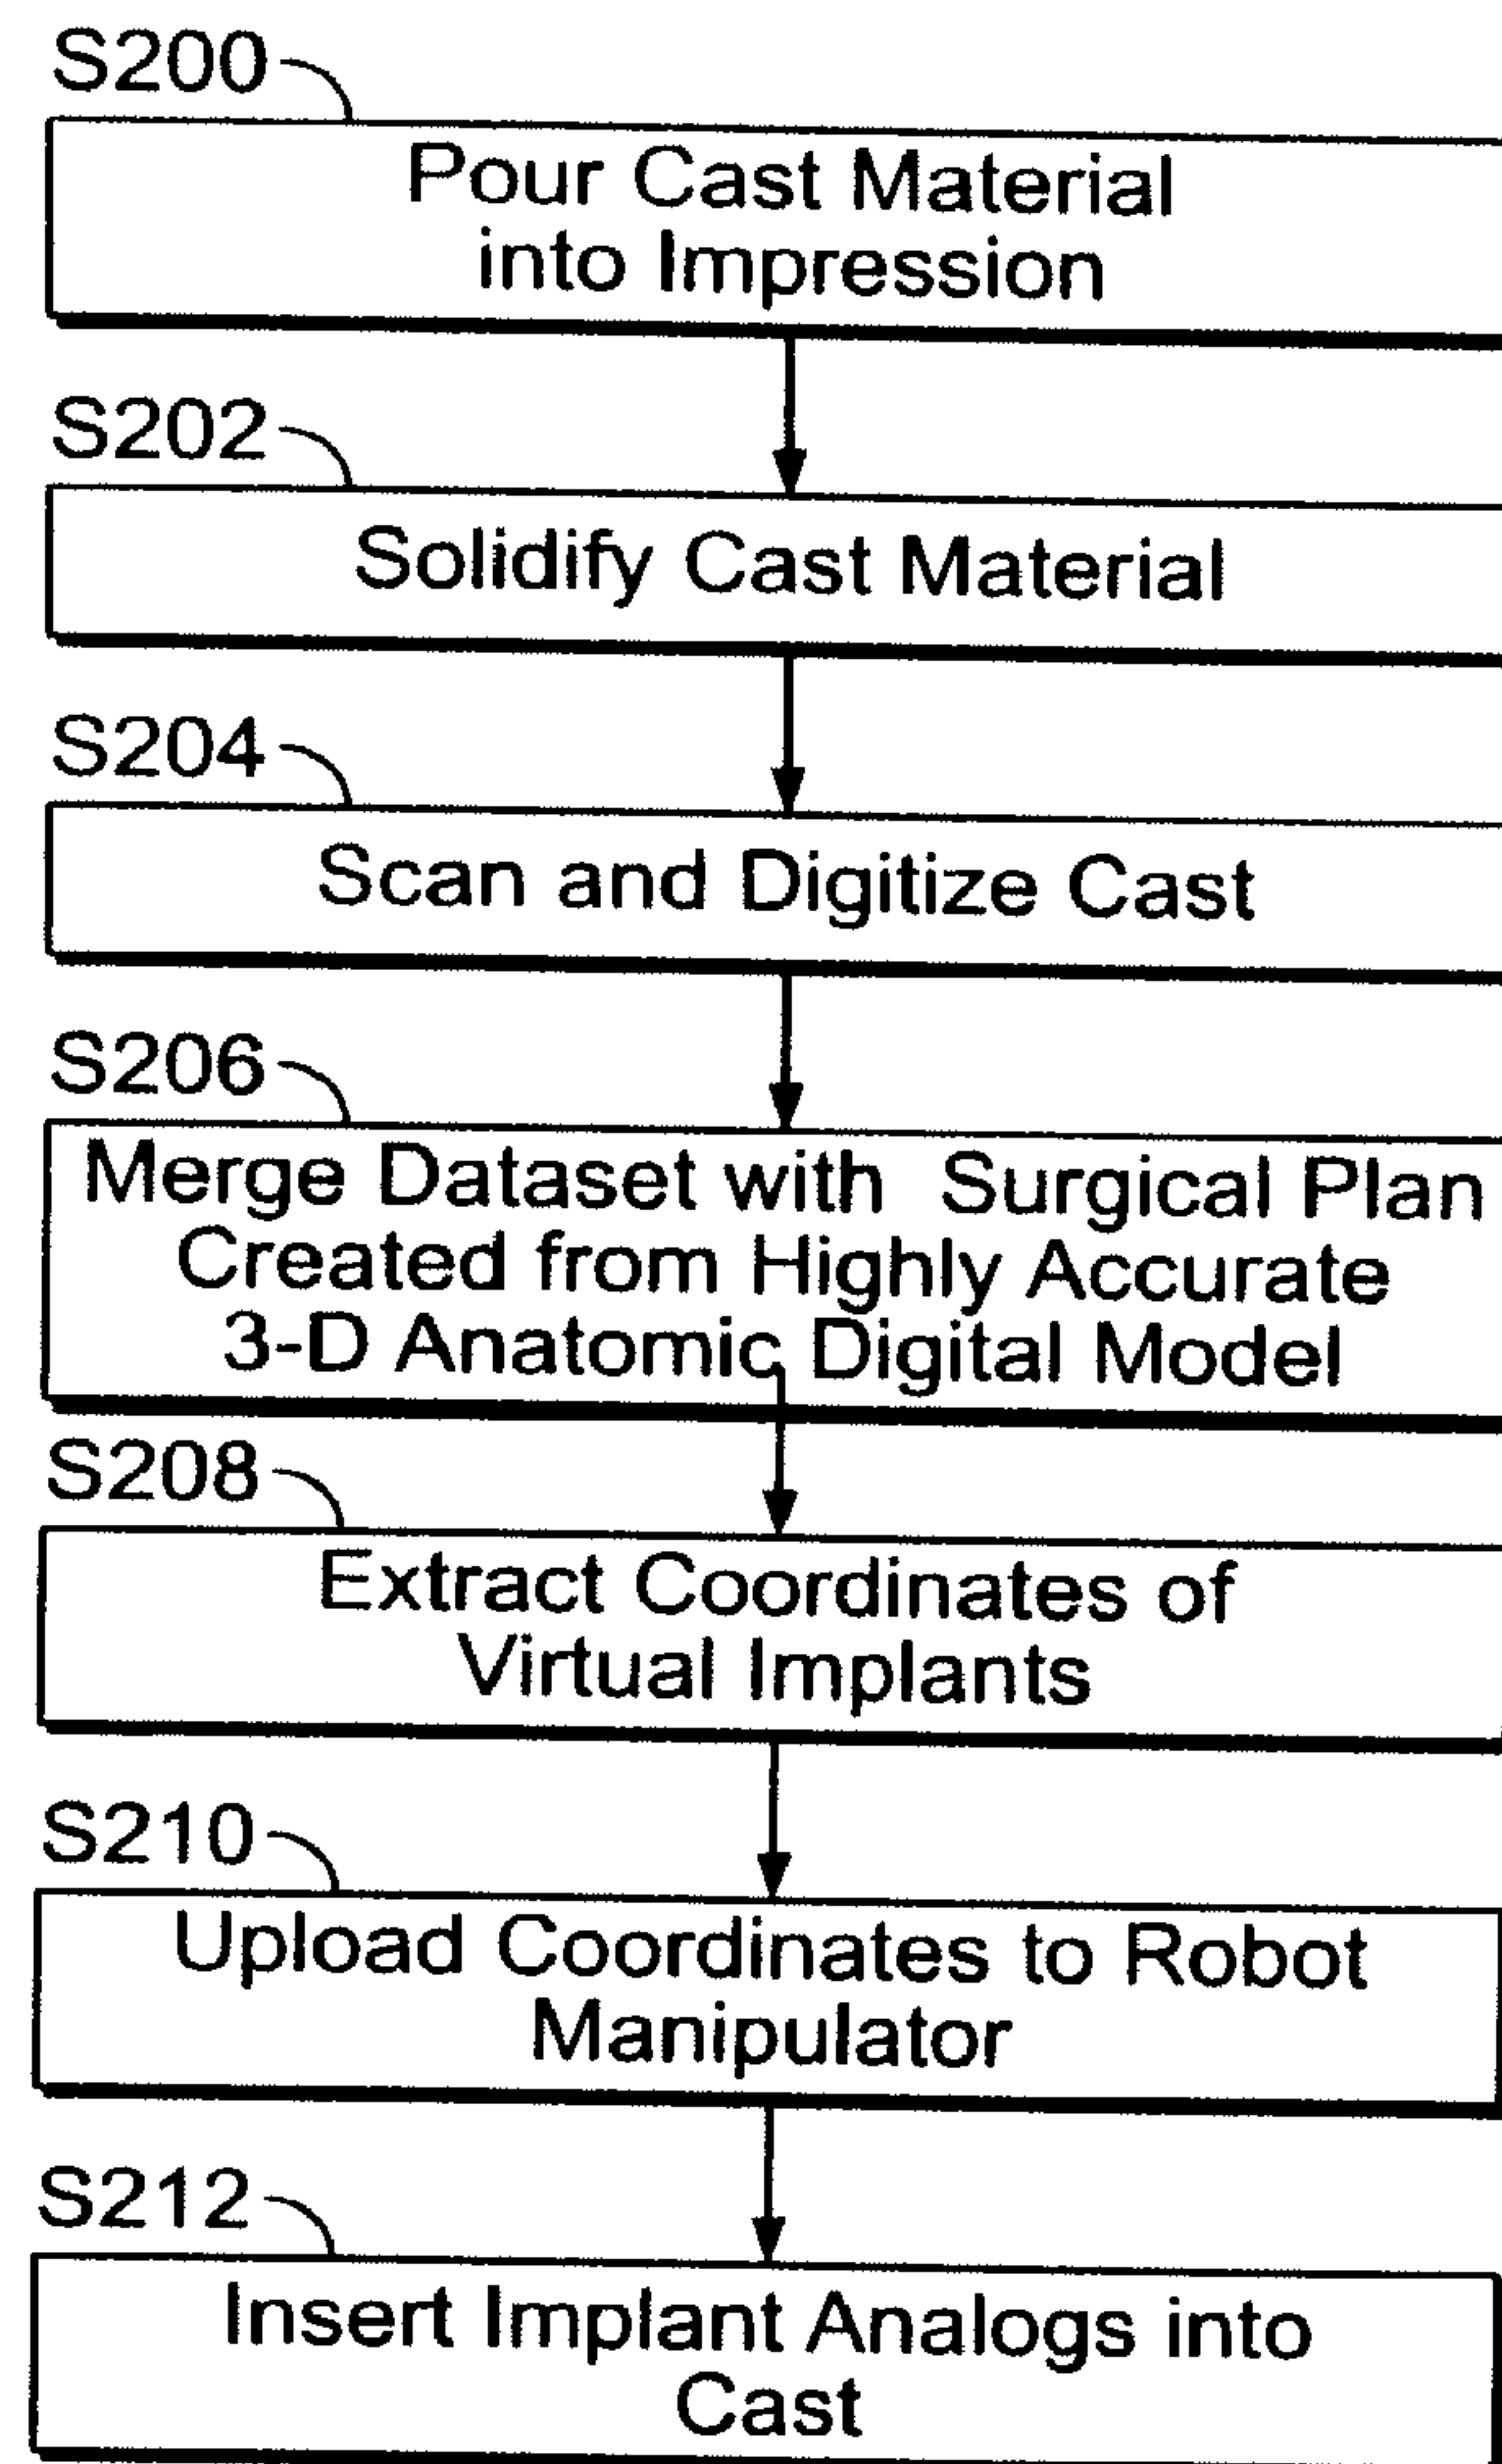 S200
Pour Cast Material
into Impression
S202
Solidify Cast Material
S204
Scan and Digitize Cast
S206
Merge Dataset with Surgical Plan
Created from Highly Accurate
3-D Anatomic Digital Model
S208
Extract Coordinates of
Virtual Implants
S210
Upload Coordinates to Robot
Manipulator
S212
Insert Implant Analogs into
Cast